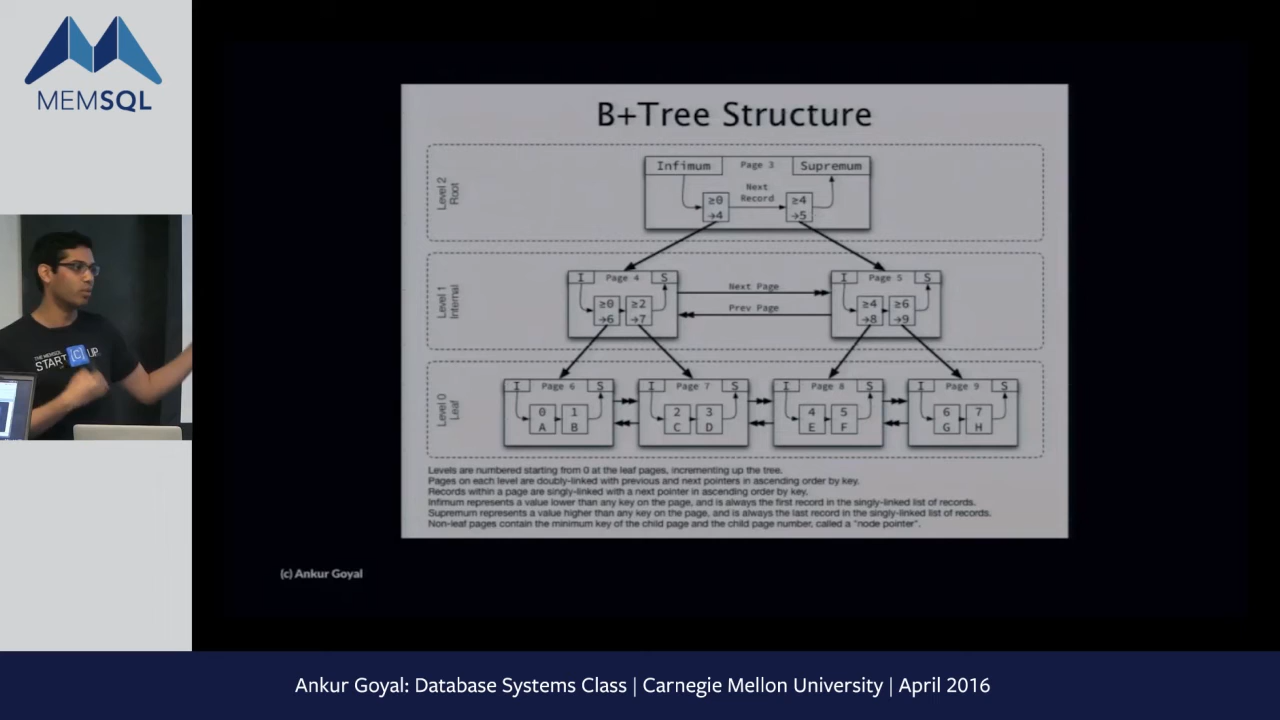 MEMSQL
B+Tree Structure
Level 2
Root
Infimum
Page 3
Supremum
Next
Record
≥0
→4
≥4
→5
Level 1
Internal
I
Page 4
S
≥0
→6
≥2
→7
Next Page
Prev Page
I
Page 5
S
≥4
→8
≥6
→9
Level 0
Leaf
I
Page 6
S
0
A
1
B
I
Page 7
S
2
C
3
D
I
Page 8
S
4
E
5
F
I
Page 9
S
6
G
7
H
Levels are numbered starting from 0 at the leaf pages, incrementing up the tree.
Pages on each level are doubly-linked with previous and next pointers in ascending order by key.
Records within a page are singly-linked with a next pointer in ascending order by key.
Infimum represents a value lower than any key on the page, and is always the first record in the singly-linked list of records.
Supremum represents a value higher than any key on the page, and is always the last record in the singly-linked list of records.
Non-leaf pages contain the minimum key of the child page and the child page number, called a "node pointer".
THE MEMSQL
START [C] UP
(c) Ankur Goyal
Ankur Goyal: Database Systems Class | Carnegie Mellon University | April 2016